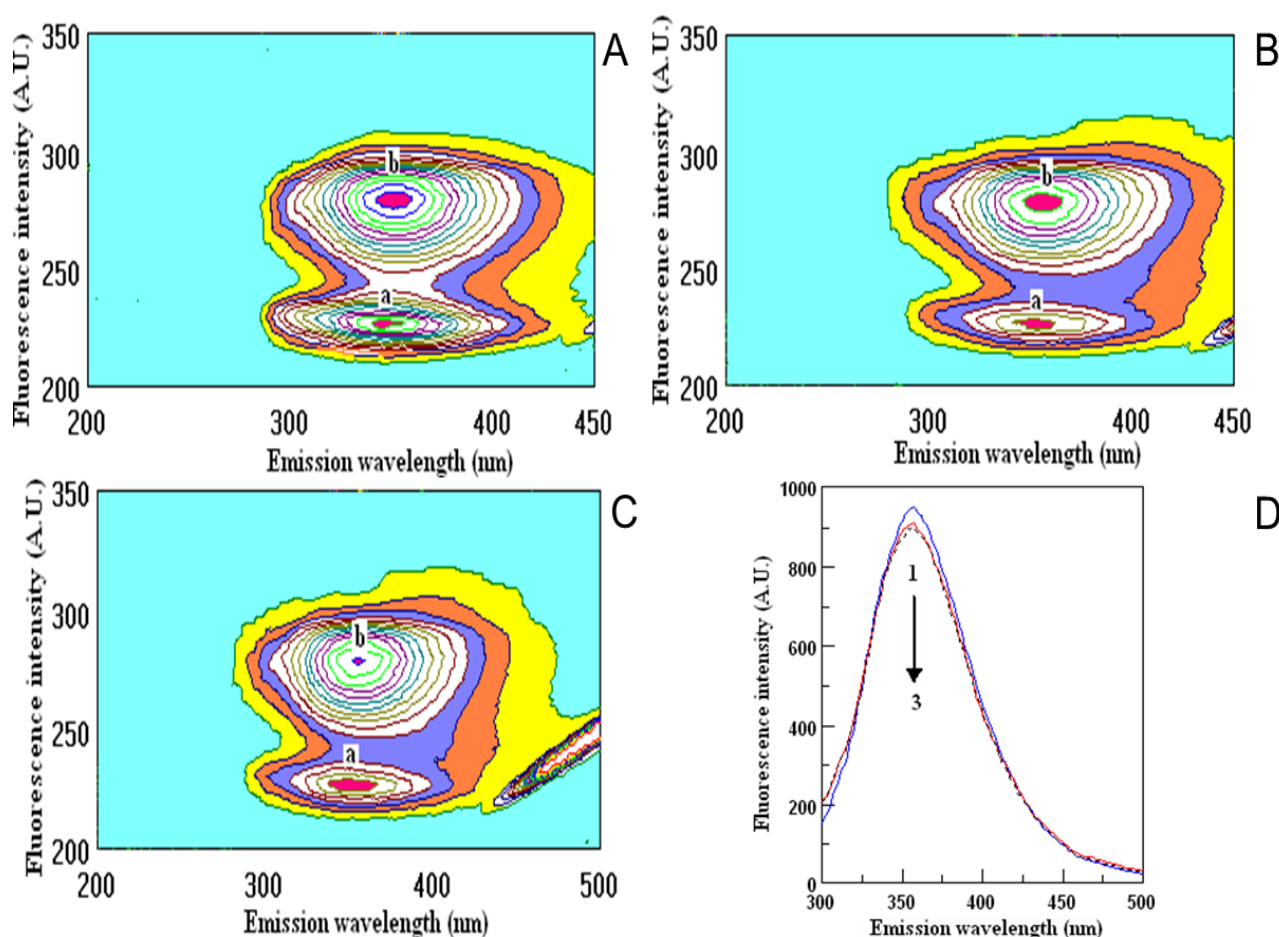 A
Fluorescence intensity (A.U.)
350
300
250
200
b
a
200 300 400 450
Emission wavelength (nm)
B
Fluorescence intensity (A.U.)
350
300
250
200
b
a
200 300 400 450
Emission wavelength (nm)
C
Fluorescence intensity (A.U.)
350
300
250
200
b
a
200 300 400 500
Emission wavelength (nm)
D
Fluorescence intensity (A.U.)
1000
800
600
400
200
0
1
3
300 350 400 450 500
Emission wavelength (nm)